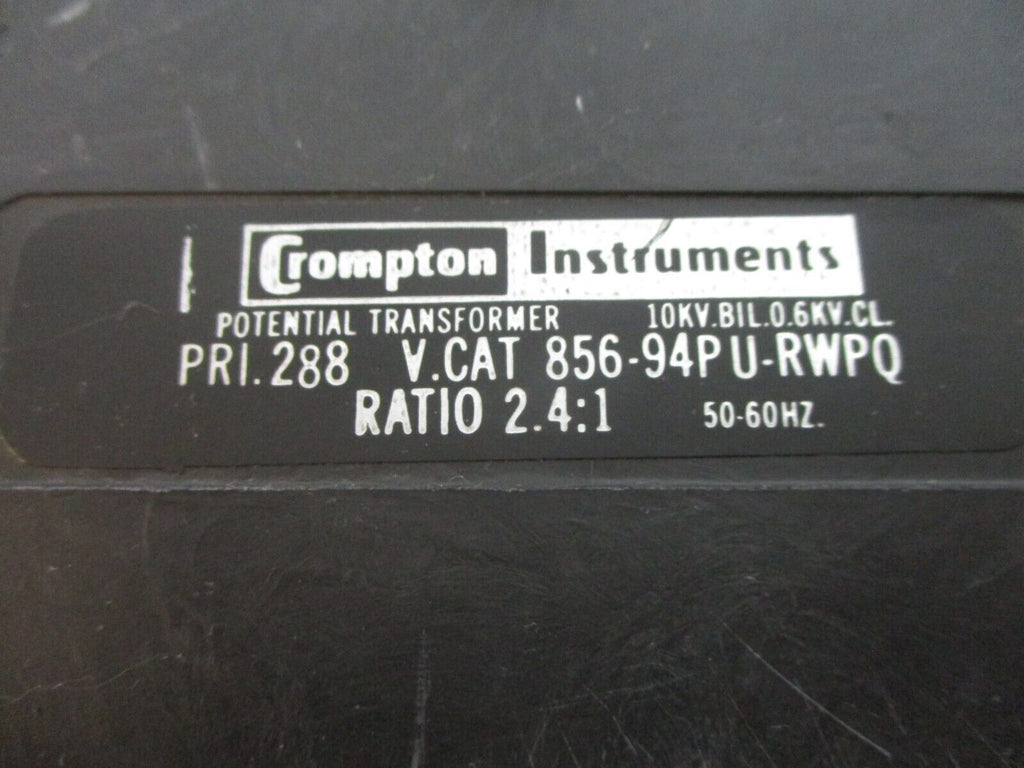 Crompton Instruments
POTENTIAL TRANSFORMER 10KV.BIL.0.6KV.CL.
PRI.288 V.CAT 856-94PU-RWPQ
RATIO 2.4:1 50-60HZ.